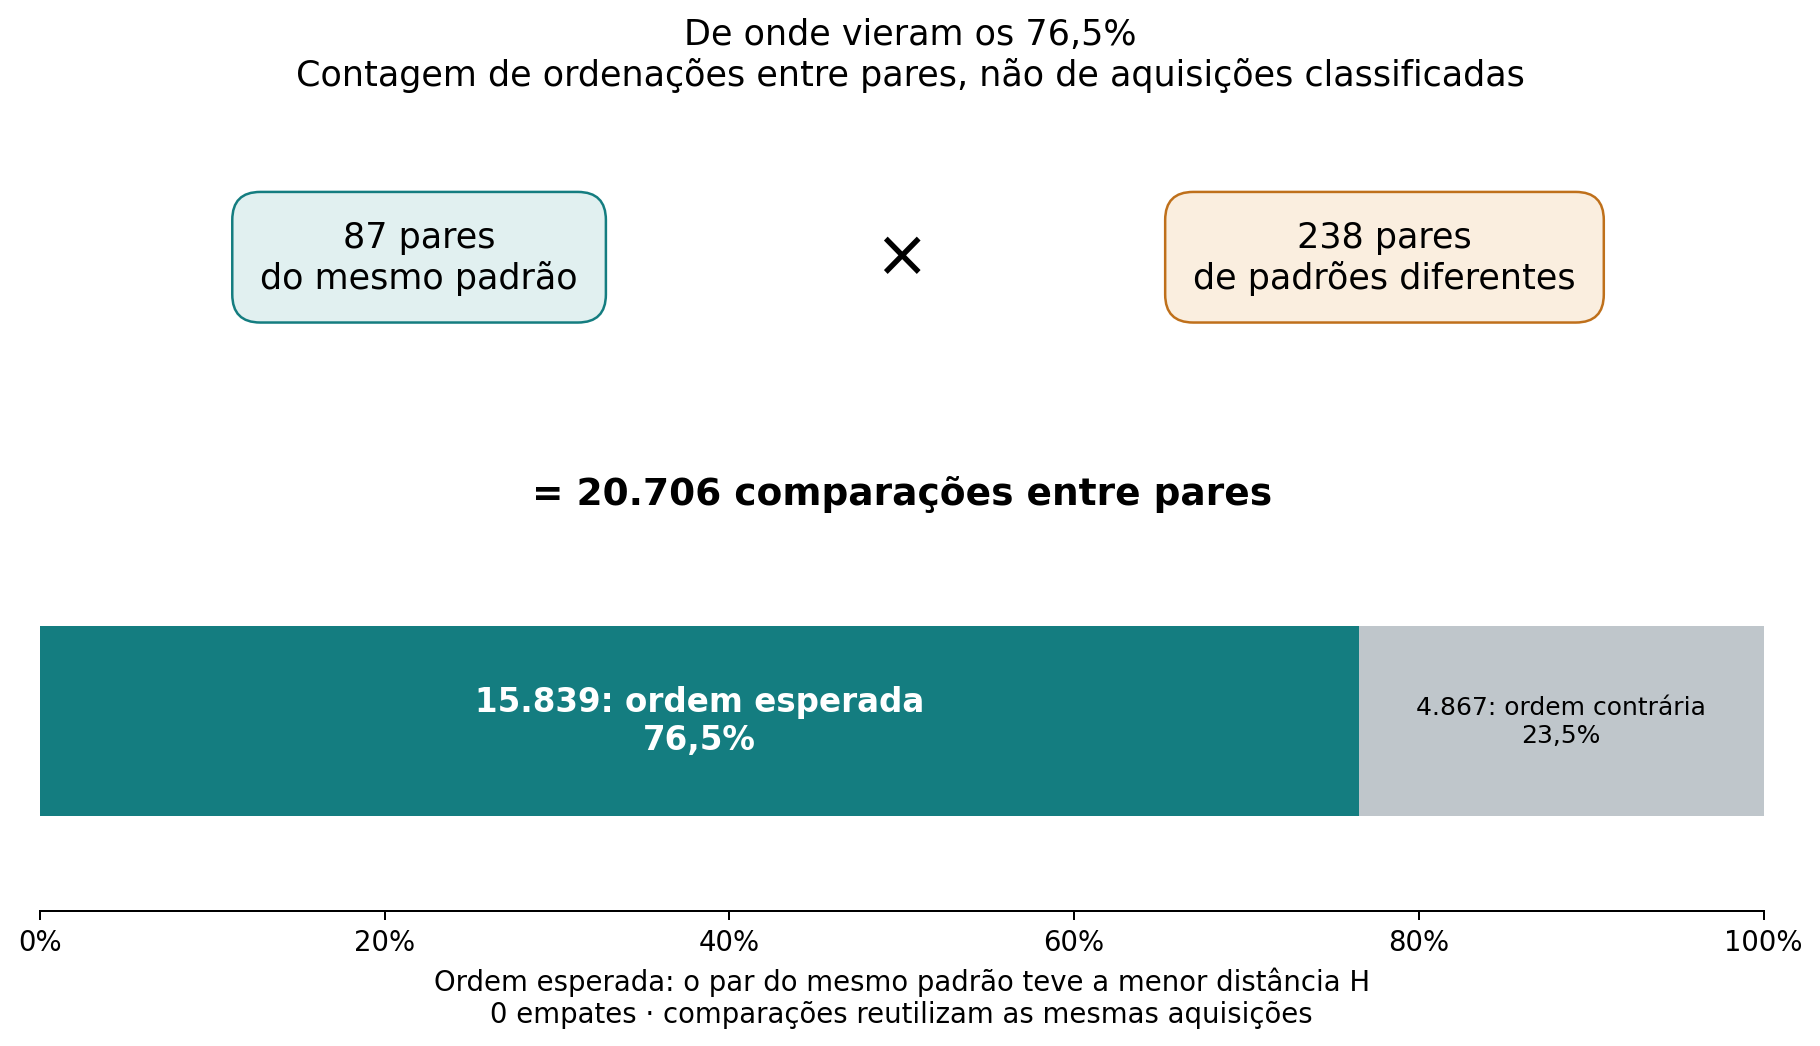 De onde vieram os 76,5%
Contagem de ordenações entre pares, não de aquisições classificadas
87 pares
do mesmo padrão
×
238 pares
de padrões diferentes
= 20.706 comparações entre pares
15.839: ordem esperada
76,5%
4.867: ordem contrária
23,5%
0% 20% 40% 60% 80% 100%
Ordem esperada: o par do mesmo padrão teve a menor distância H
0 empates · comparações reutilizam as mesmas aquisições